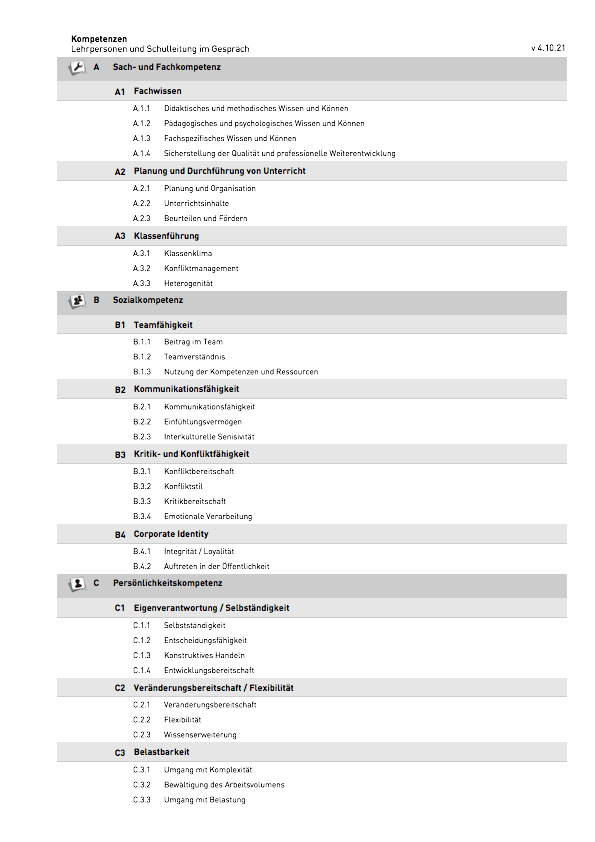 Kompetenzen
Lehrpersonen und Schulleitung im Gespräch v 4.10.21
A Sach- und Fachkompetenz
A1 Fachwissen
A.1.1 Didaktisches und methodisches Wissen und Können
A.1.2 Pädagogisches und psychologisches Wissen und Können
A.1.3 Fachspezifisches Wissen und Können
A.1.4 Sicherstellung der Qualität und professionelle Weiterentwicklung
A2 Planung und Durchführung von Unterricht
A.2.1 Planung und Organisation
A.2.2 Unterrichtsinhalte
A.2.3 Beurteilen und Fördern
A3 Klassenführung
A.3.1 Klassenklima
A.3.2 Konfliktmanagement
A.3.3 Heterogenität
B Sozialkompetenz
B1 Teamfähigkeit
B.1.1 Beitrag im Team
B.1.2 Teamverständnis
B.1.3 Nutzung der Kompetenzen und Ressourcen
B2 Kommunikationsfähigkeit
B.2.1 Kommunikationsfähigkeit
B.2.2 Einfühlungsvermögen
B.2.3 Interkulturelle Senisivität
B3 Kritik- und Konfliktfähigkeit
B.3.1 Konfliktbereitschaft
B.3.2 Konfliktstil
B.3.3 Kritikbereitschaft
B.3.4 Emotionale Verarbeitung
B4 Corporate Identity
B.4.1 Integrität / Loyalität
B.4.2 Auftreten in der Öffentlichkeit
C Persönlichkeitskompetenz
C1 Eigenverantwortung / Selbständigkeit
C.1.1 Selbstständigkeit
C.1.2 Entscheidungsfähigkeit
C.1.3 Konstruktives Handeln
C.1.4 Entwicklungsbereitschaft
C2 Veränderungsbereitschaft / Flexibilität
C.2.1 Veränderungsbereitschaft
C.2.2 Flexibilität
C.2.3 Wissenserweiterung
C3 Belastbarkeit
C.3.1 Umgang mit Komplexität
C.3.2 Bewältigung des Arbeitsvolumens
C.3.3 Umgang mit Belastung